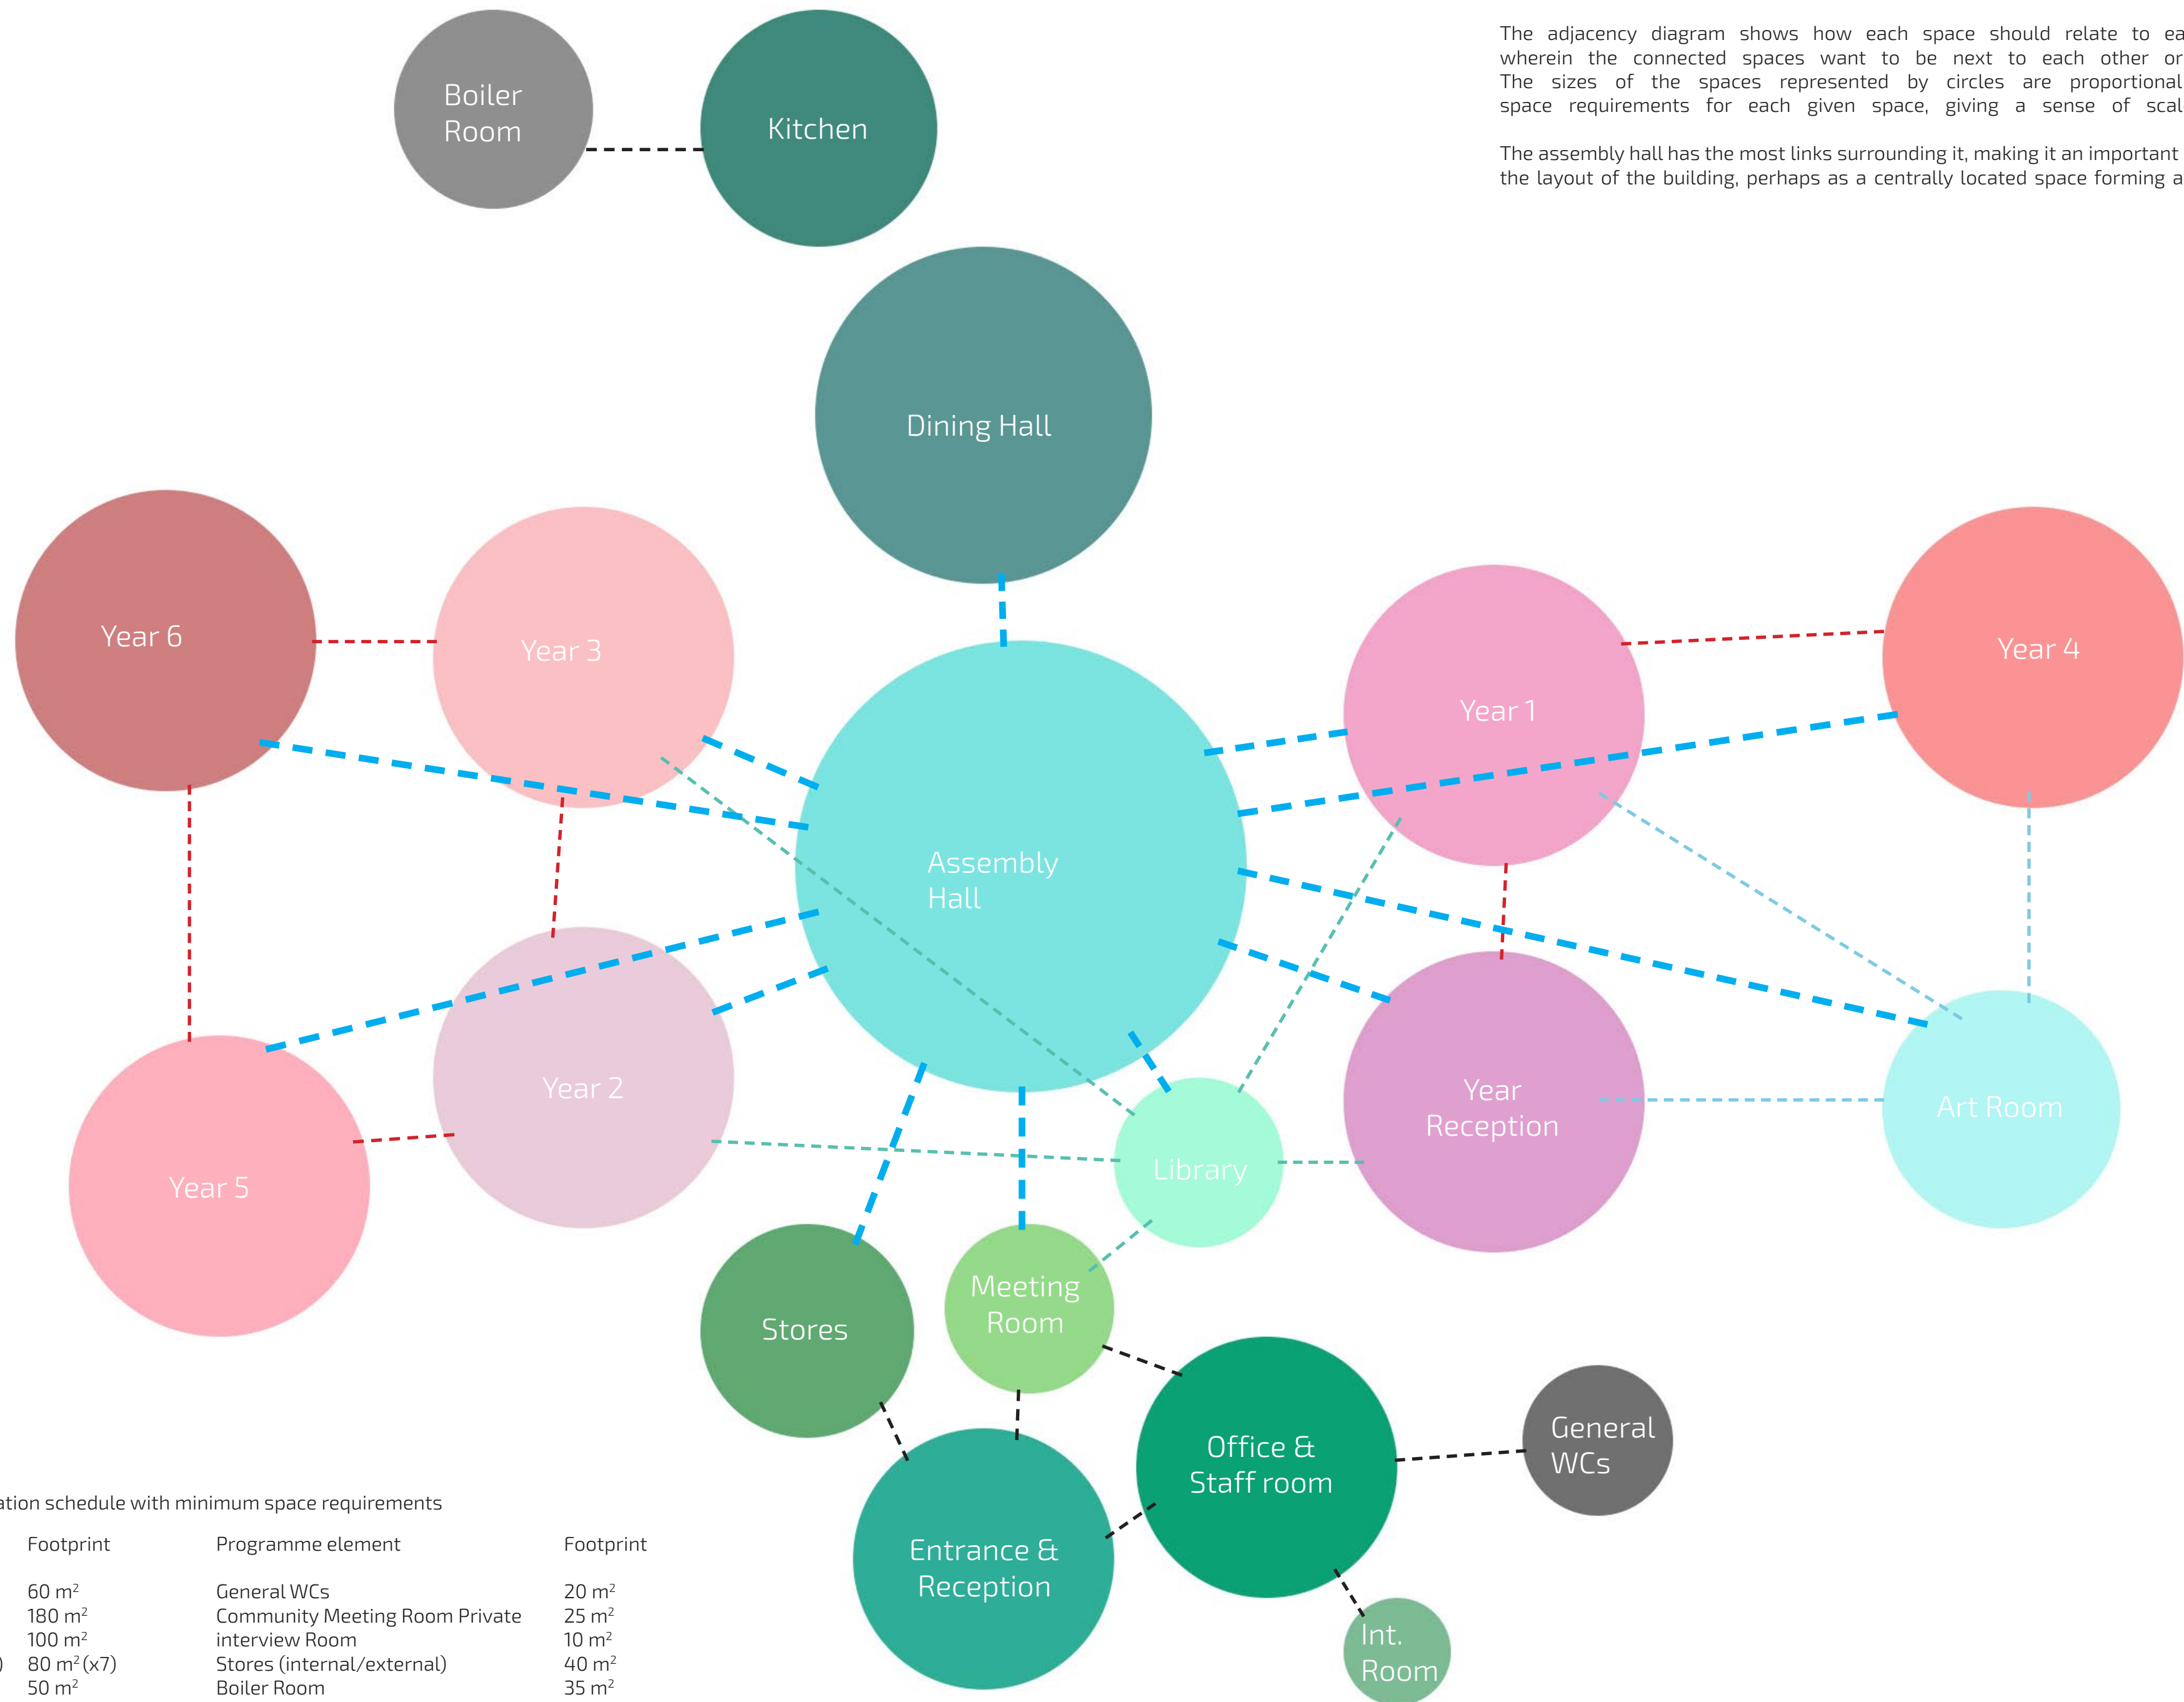 The adjacency diagram shows how each space should relate to ea
wherein the connected spaces want to be next to each other or
The sizes of the spaces represented by circles are proportional
space requirements for each given space, giving a sense of scal
The assembly hall has the most links surrounding it, making it an important
the layout of the building, perhaps as a centrally located space forming a
Boiler
Room
Kitchen
Dining Hall
Year 6
Year 3
Year 1
Year 4
Assembly
Hall
Year 5
Year 2
Library
Year
Reception
Art Room
Stores
Meeting
Room
Office &
Staff room
General
WCs
Entrance &
Reception
Int.
Room
ation schedule with minimum space requirements
Footprint Programme element Footprint
60 m² General WCs 20 m²
180 m² Community Meeting Room Private 25 m²
100 m² interview Room 10 m²
) 80 m² (x7) Stores (internal/external) 40 m²
50 m² Boiler Room 35 m²